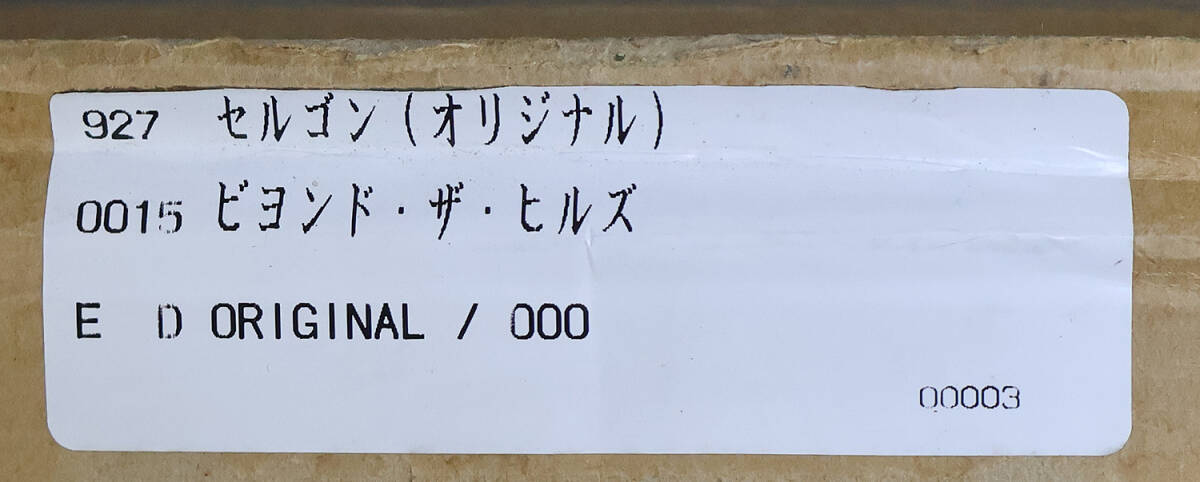 927 セルゴン(オリジナル)
0015 ビヨンド・ザ・ヒルズ
E D ORIGINAL / 000
00003